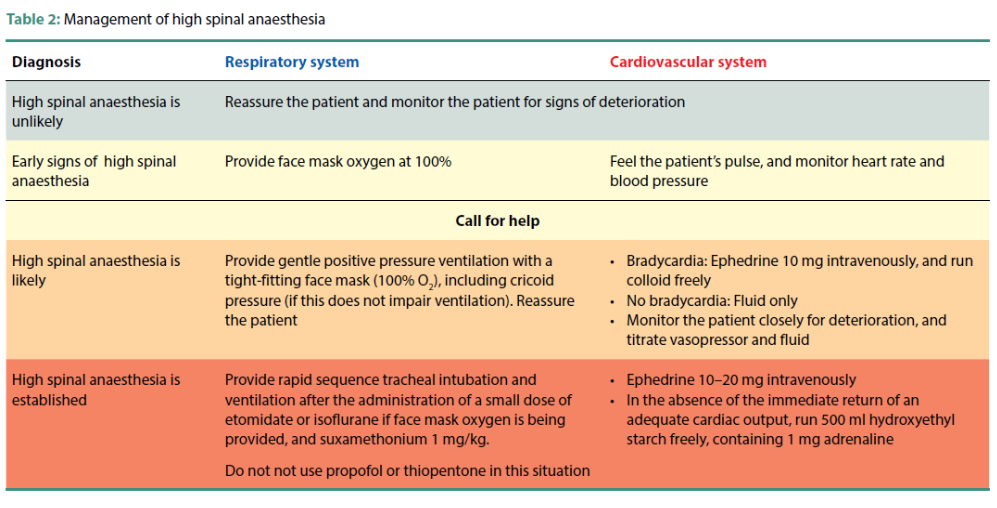 Table 2: Management of high spinal anaesthesia
Diagnosis
Respiratory system
Cardiovascular system
High spinal anaesthesia is
unlikely
Reassure the patient and monitor the patient for signs of deterioration
Early signs of high spinal
anaesthesia
Provide face mask oxygen at 100%
Feel the patient's pulse, and monitor heart rate and
blood pressure
Call for help
High spinal anaesthesia is
likely
Provide gentle positive pressure ventilation with a
tight-fitting face mask (100% O₂), including cricoid
pressure (if this does not impair ventilation). Reassure
the patient
• Bradycardia: Ephedrine 10 mg intravenously, and run
colloid freely
• No bradycardia: Fluid only
• Monitor the patient closely for deterioration, and
titrate vasopressor and fluid
High spinal anaesthesia is
established
Provide rapid sequence tracheal intubation and
ventilation after the administration of a small dose of
etomidate or isoflurane if face mask oxygen is being
provided, and suxamethonium 1 mg/kg.
Do not not use propofol or thiopentone in this situation
• Ephedrine 10–20 mg intravenously
• In the absence of the immediate return of an
adequate cardiac output, run 500 ml hydroxyethyl
starch freely, containing 1 mg adrenaline